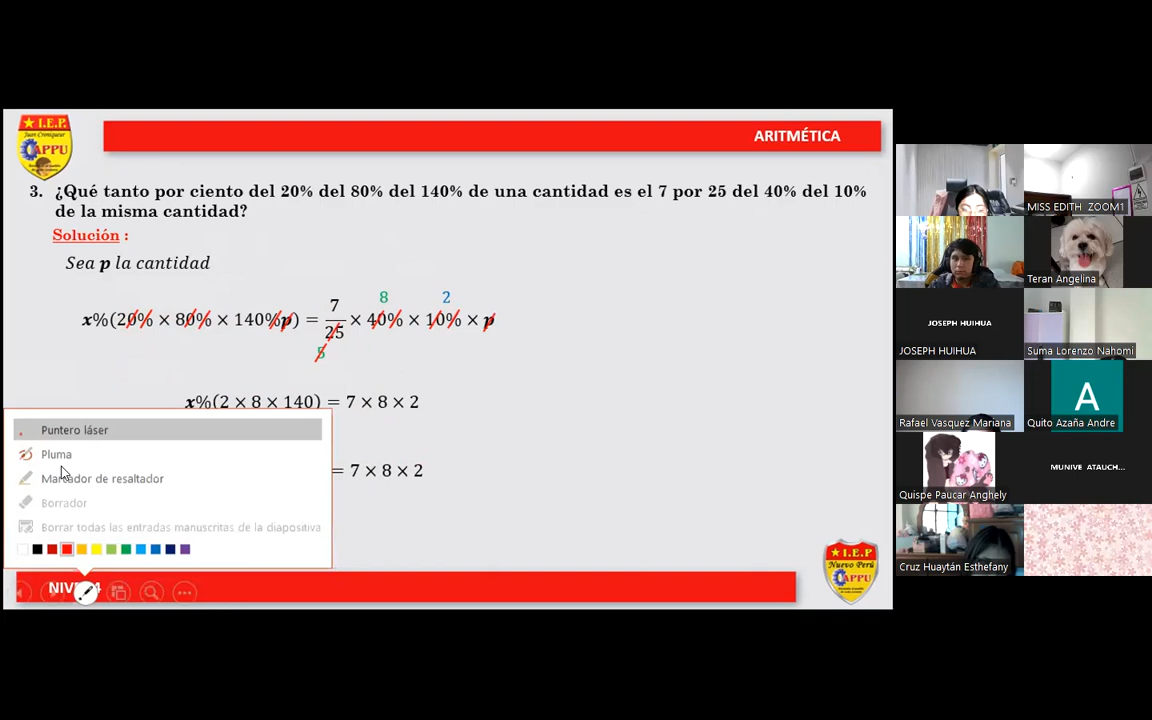 I.E.P.
Juan Croniqueur
CAPPU
ARITMÉTICA
3. ¿Qué tanto por ciento del 20% del 80% del 140% de una cantidad es el 7 por 25 del 40% del 10%
de la misma cantidad?
Solución :
Sea p la cantidad
8 2
x%(20% × 80% × 140%p) = 7/25 × 40% × 10% × p
5
x%(2 × 8 × 140) = 7 × 8 × 2
= 7 × 8 × 2
Puntero láser
Pluma
Marcador de resaltador
Borrador
Borrar todas las entradas manuscritas de la diapositiva
I.E.P.
Nuevo Perú
CAPPU
MISS EDITH ZOOM1
Teran Angelina
JOSEPH HUIHUA
JOSEPH HUIHUA
Suma Lorenzo Nahomi
Rafael Vasquez Mariana
A
Quito Azaña Andre
Quispe Paucar Anghely
MUNIVE ATAUCH...
Cruz Huaytán Esthefany